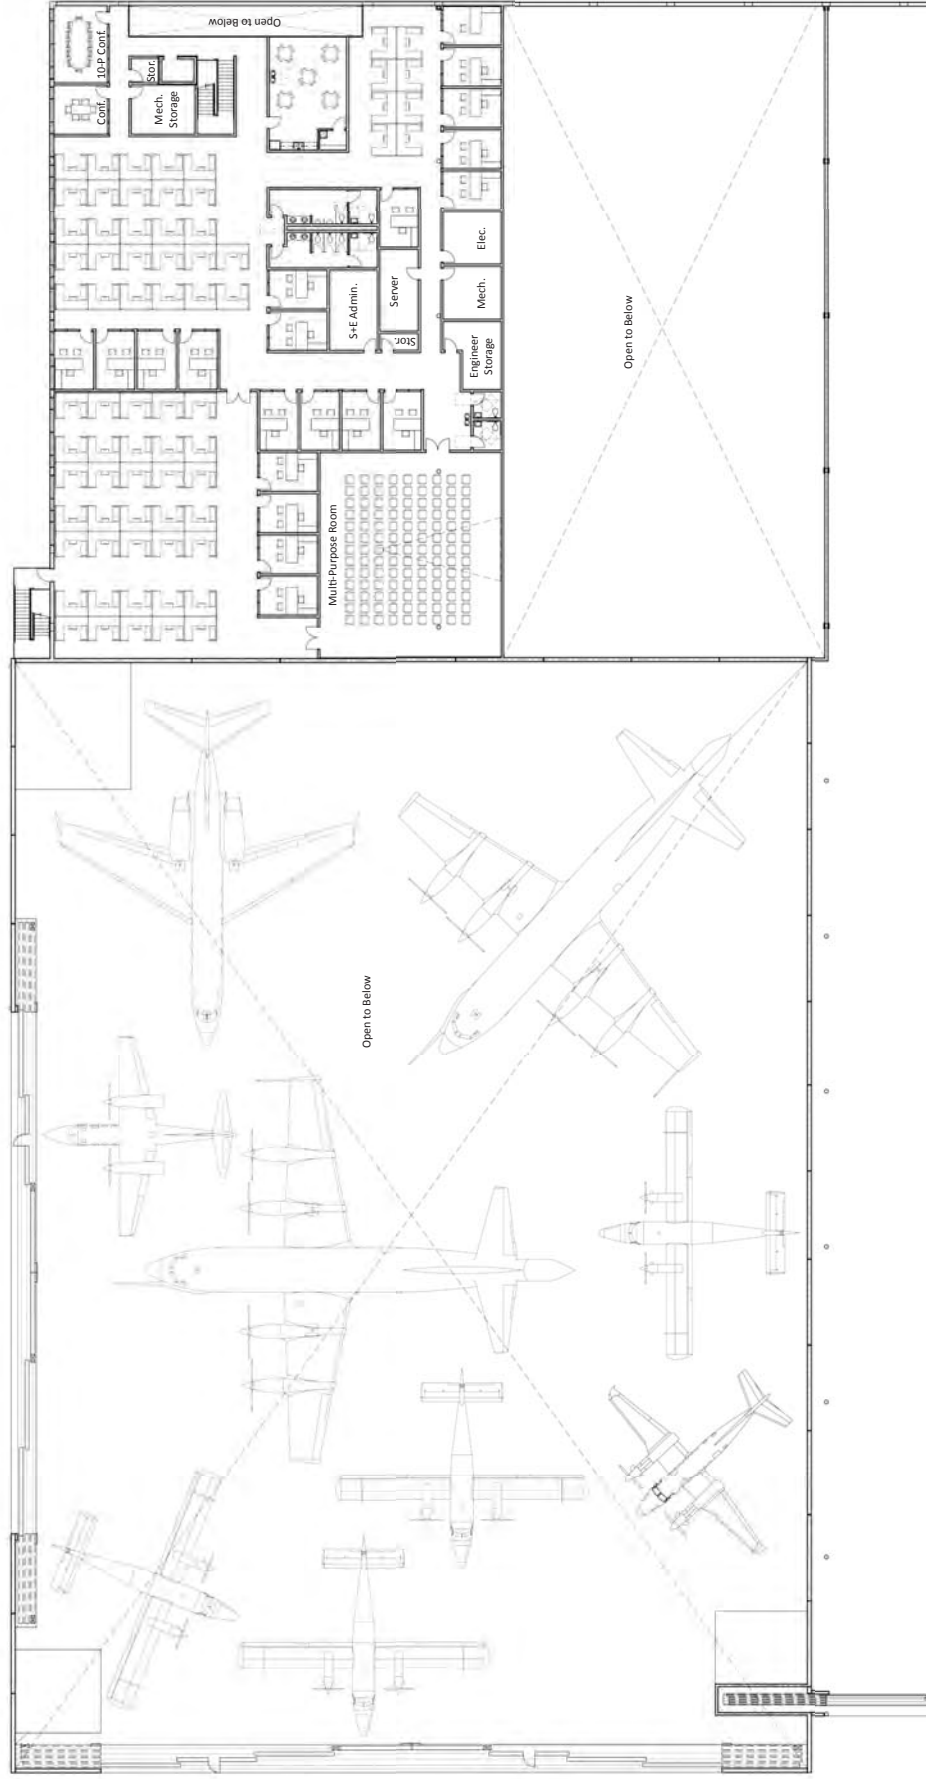 Open to Below
10-P Conf.
Stor.
Conf.
Mech.
Storage
Elec.
Mech.
Server
S+E Admin.
Stor.
Engineer
Storage
Open to Below
Multi-Purpose Room
Open to Below